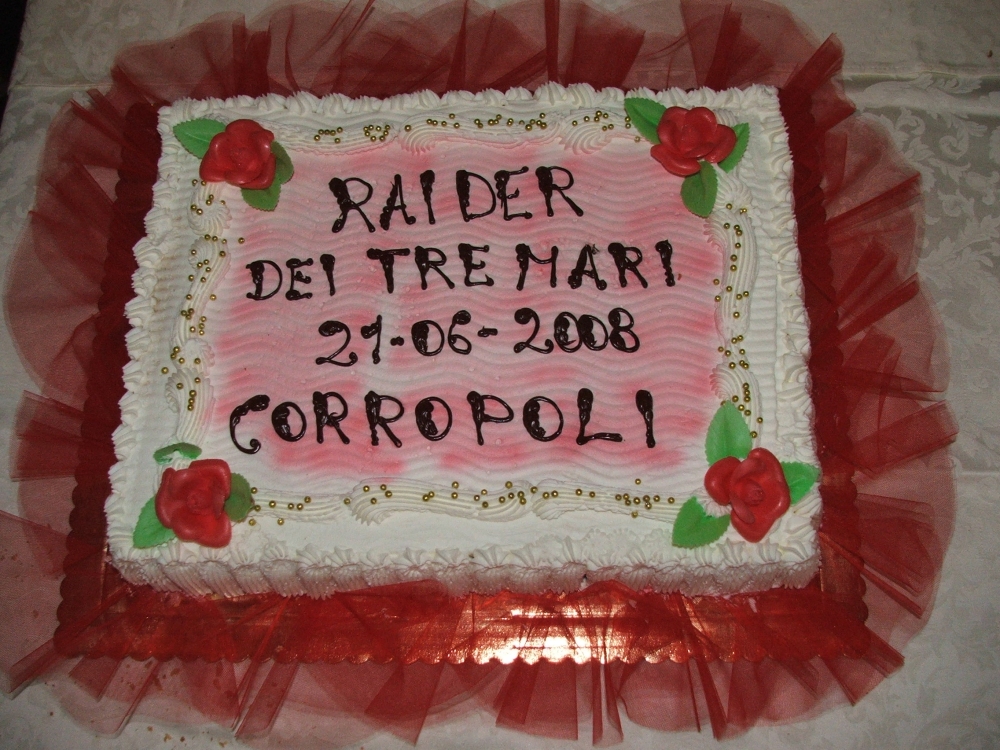 RAIDER
DEI TRE MARI
21-06-2008
CORROPOLI